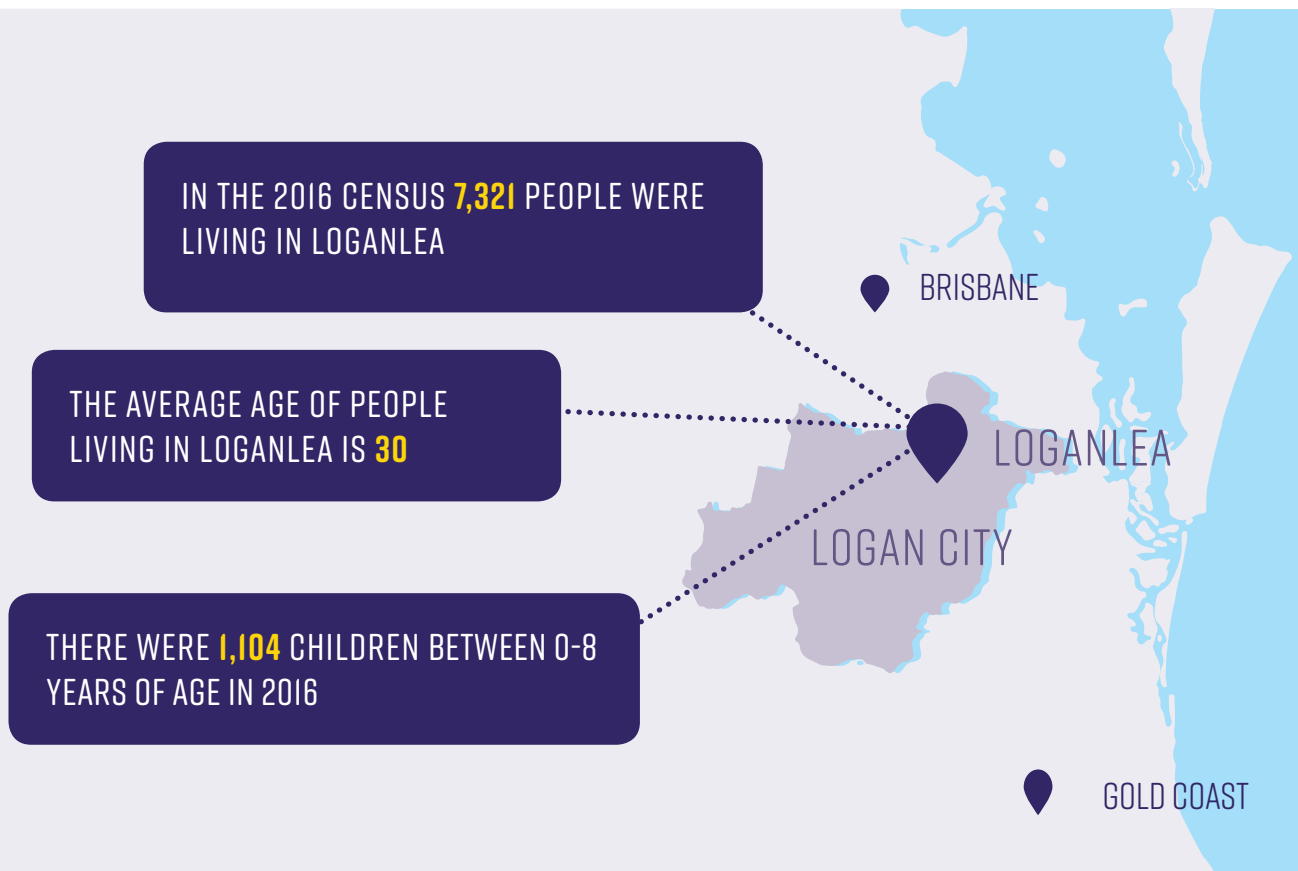 IN THE 2016 CENSUS 7,321 PEOPLE WERE
LIVING IN LOGANLEA
BRISBANE
THE AVERAGE AGE OF PEOPLE
LIVING IN LOGANLEA IS 30
LOGANLEA
LOGAN CITY
THERE WERE 1,104 CHILDREN BETWEEN 0-8
YEARS OF AGE IN 2016
GOLD COAST